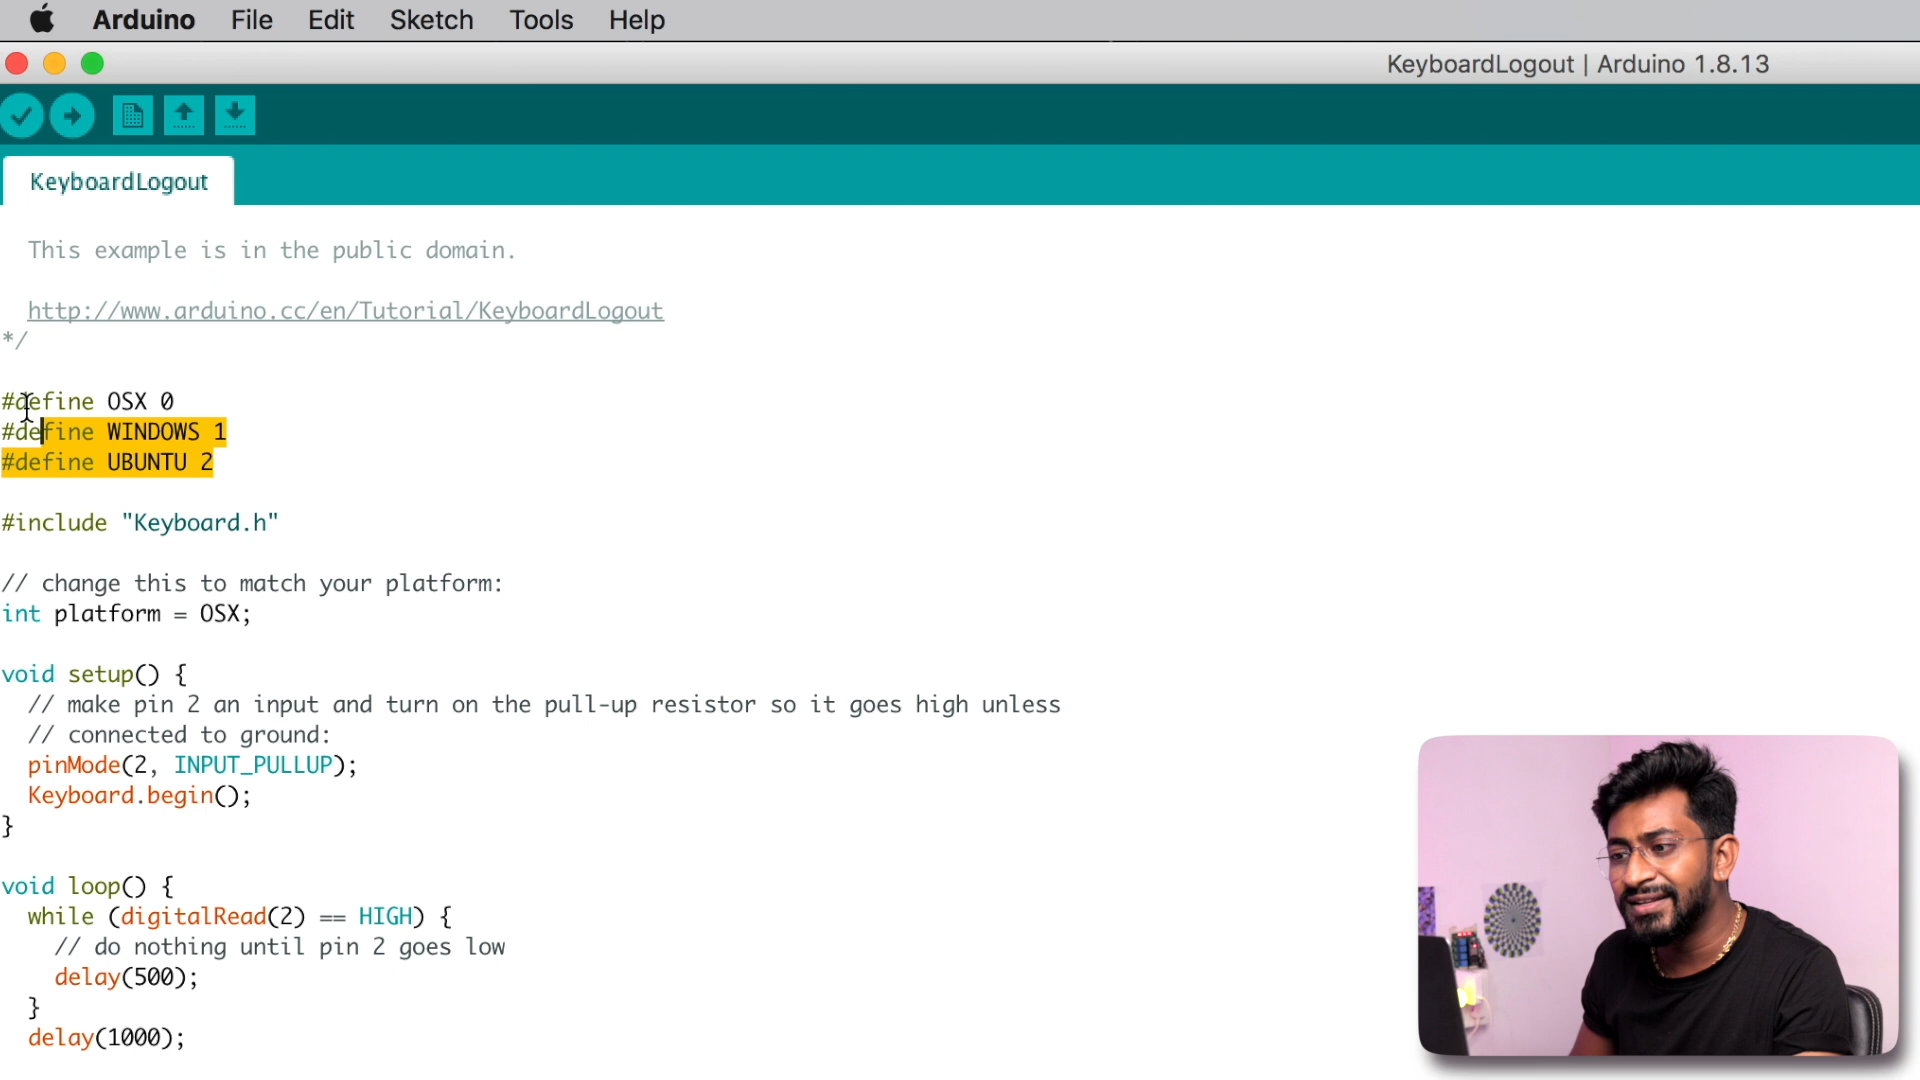 Arduino File Edit Sketch Tools Help
KeyboardLogout | Arduino 1.8.13
KeyboardLogout
This example is in the public domain.
http://www.arduino.cc/en/Tutorial/KeyboardLogout
*/
#define OSX 0
#define WINDOWS 1
#define UBUNTU 2
#include "Keyboard.h"
// change this to match your platform:
int platform = OSX;
void setup() {
// make pin 2 an input and turn on the pull-up resistor so it goes high unless
// connected to ground:
pinMode(2, INPUT_PULLUP);
Keyboard.begin();
}
void loop() {
while (digitalRead(2) == HIGH) {
// do nothing until pin 2 goes low
delay(500);
}
delay(1000);